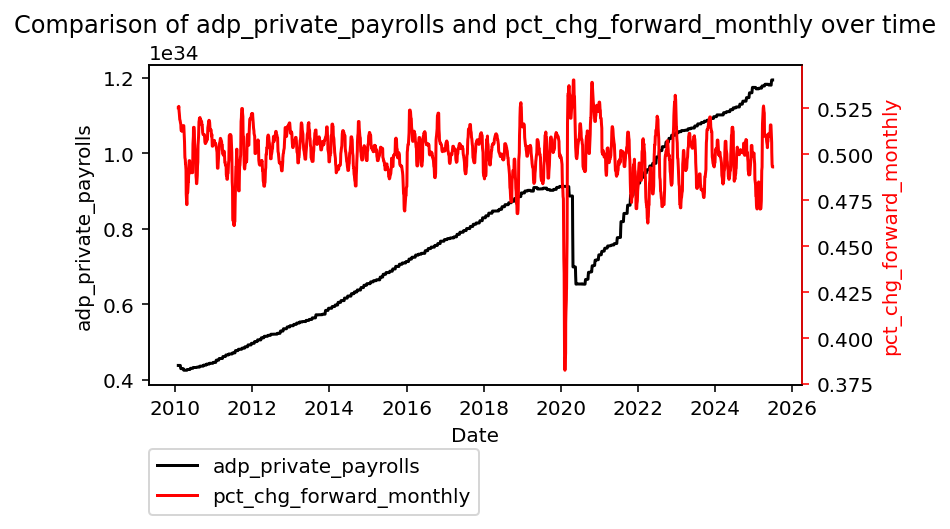 Comparison of adp_private_payrolls and pct_chg_forward_monthly over time
1e34
1.2
1.0
0.8
0.6
0.4
adp_private_payrolls
0.525
0.500
0.475
0.450
0.425
0.400
0.375
pct_chg_forward_monthly
2010 2012 2014 2016 2018 2020 2022 2024 2026
Date
adp_private_payrolls
pct_chg_forward_monthly